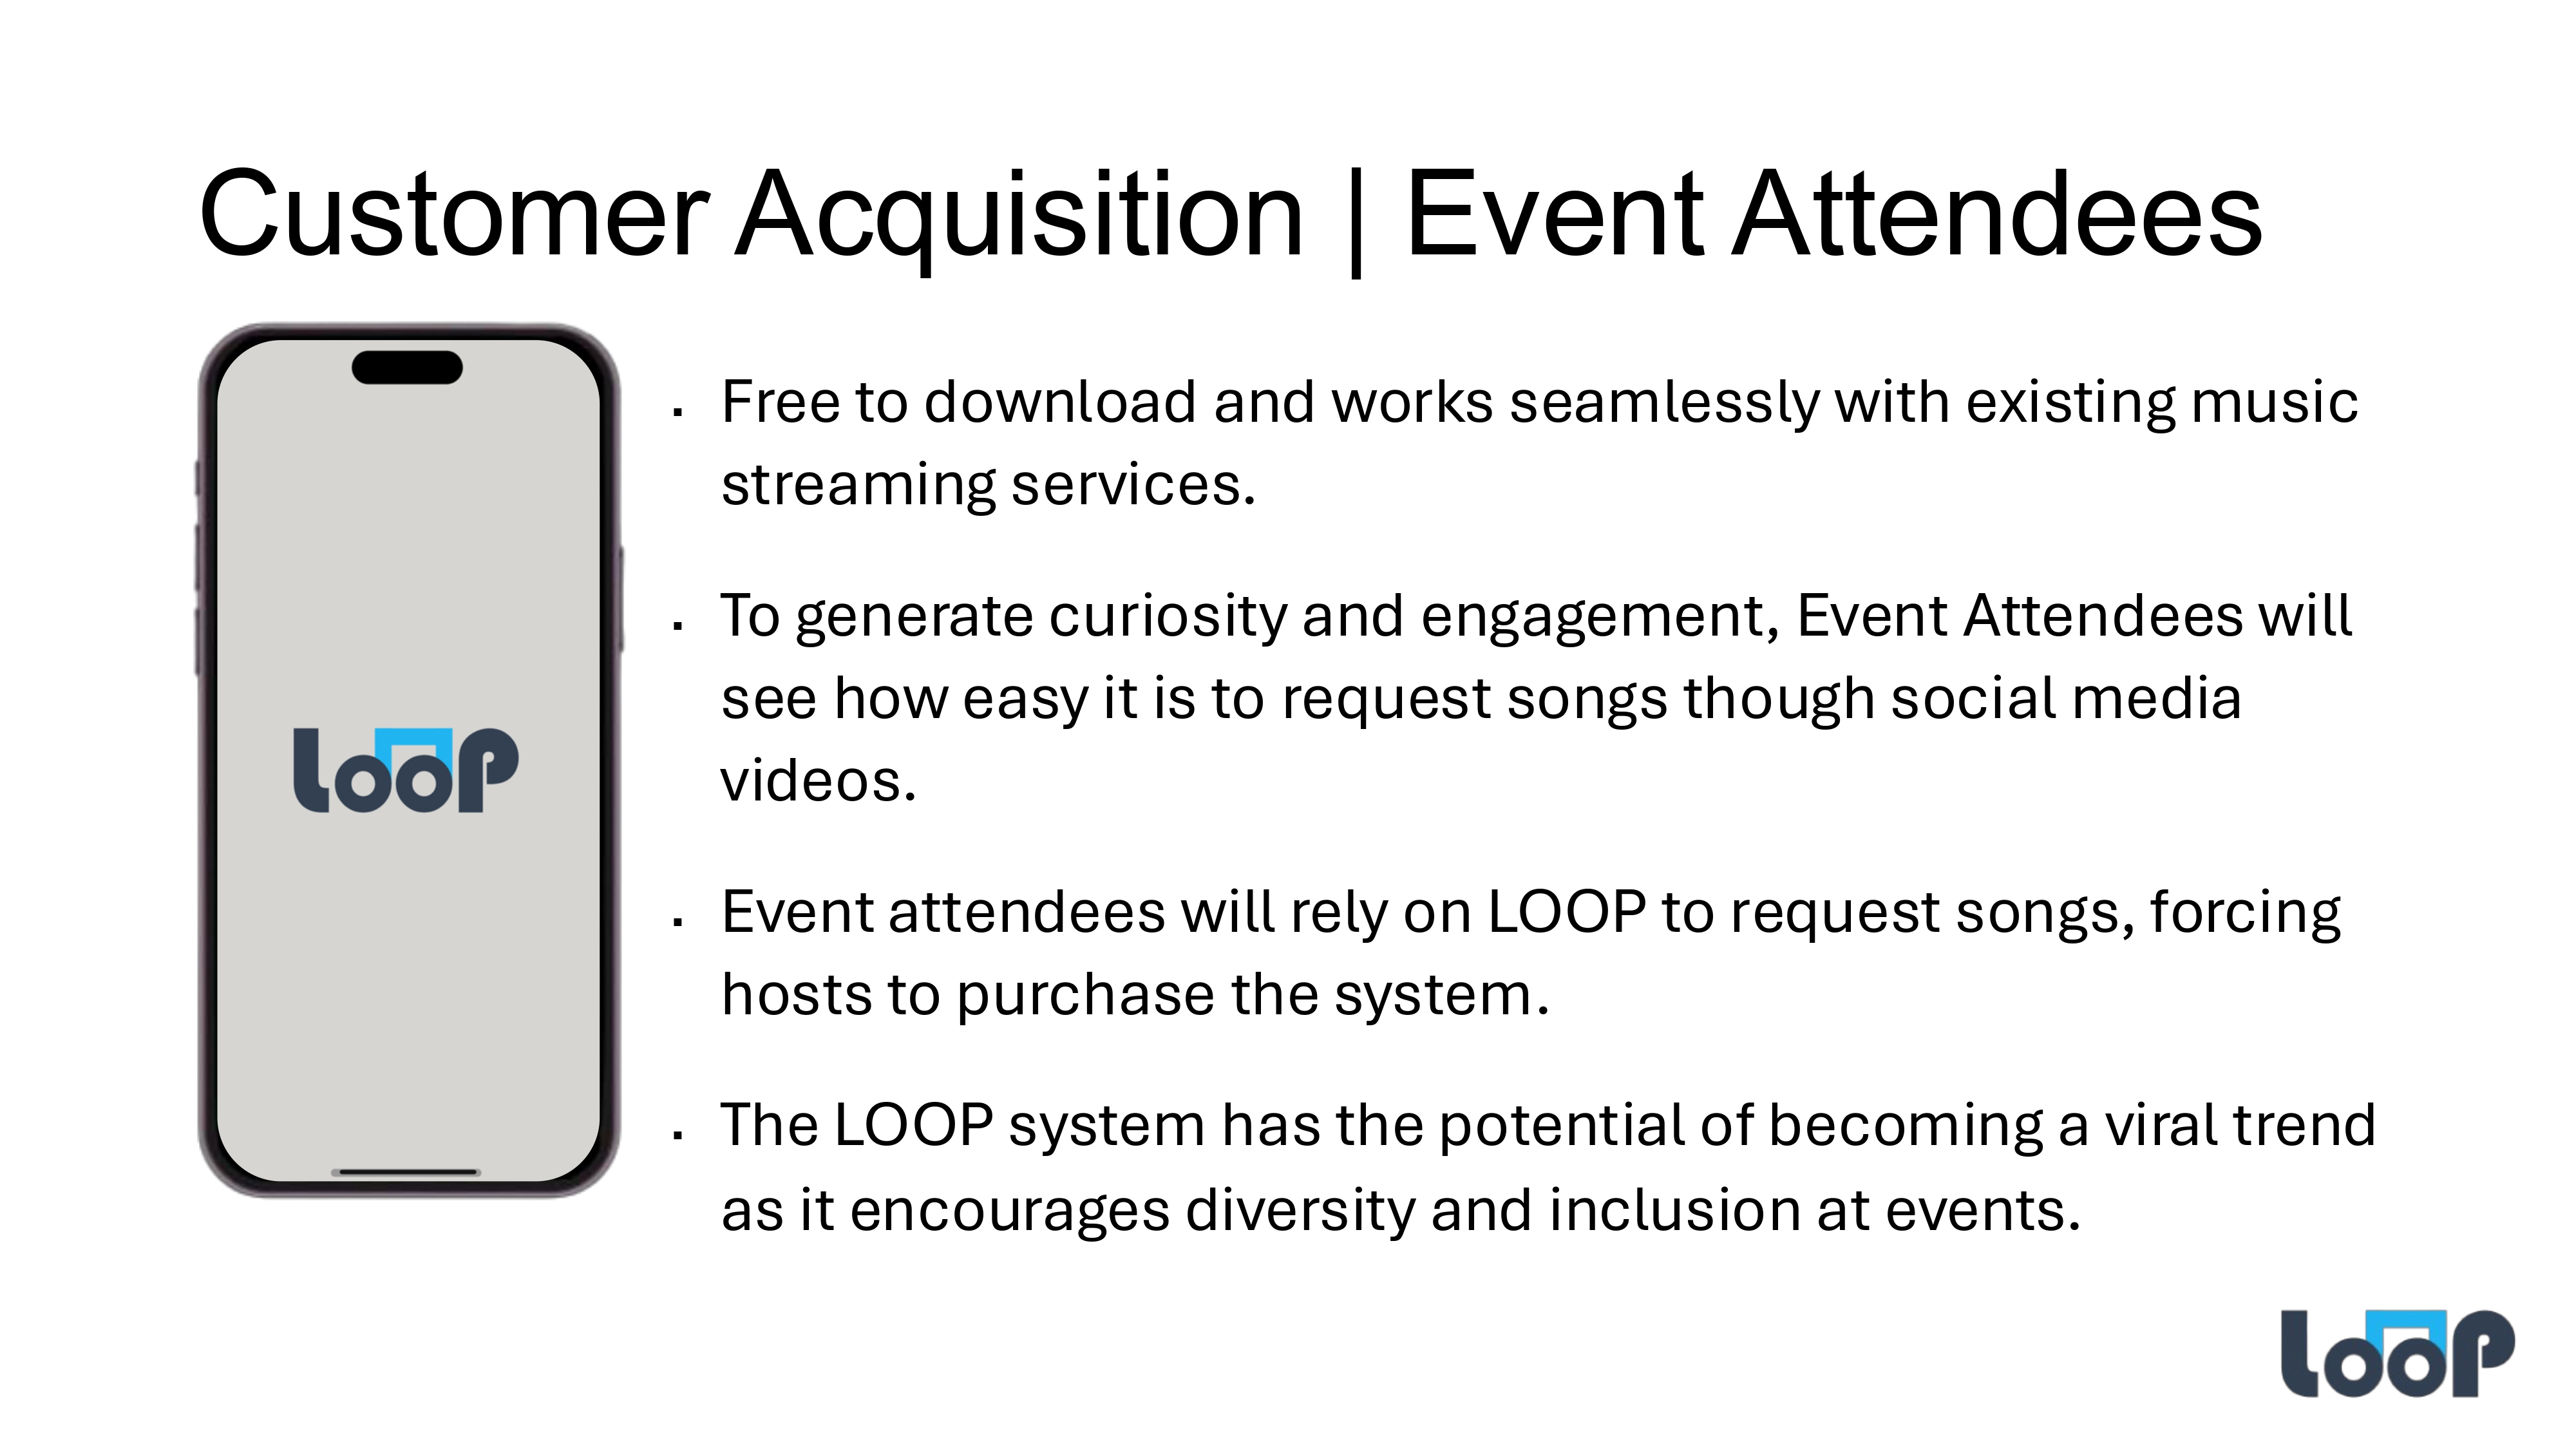 Customer Acquisition | Event Attendees
Free to download and works seamlessly with existing music
streaming services.
To generate curiosity and engagement, Event Attendees will
see how easy it is to request songs though social media
videos.
Event attendees will rely on LOOP to request songs, forcing
hosts to purchase the system.
The LOOP system has the potential of becoming a viral trend
as it encourages diversity and inclusion at events.
LOOP
LOOP